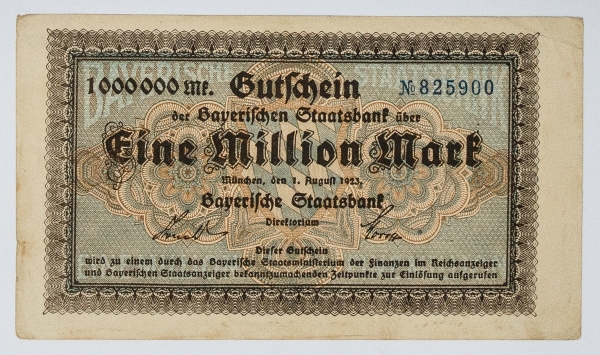 1000000 Mk. Gutschein № 825900
der Bayerischen Staatsbank über
Eine Million Mark
München, den 1. August 1923.
Bayerische Staatsbank
Direktorium
Dieser Gutschein
wird zu einem durch das Bayerische Staatsministerium der Finanzen im Reichsanzeiger
und Bayerischen Staatsanzeiger bekanntzumachenden Zeitpunkte zur Einlösung aufgerufen